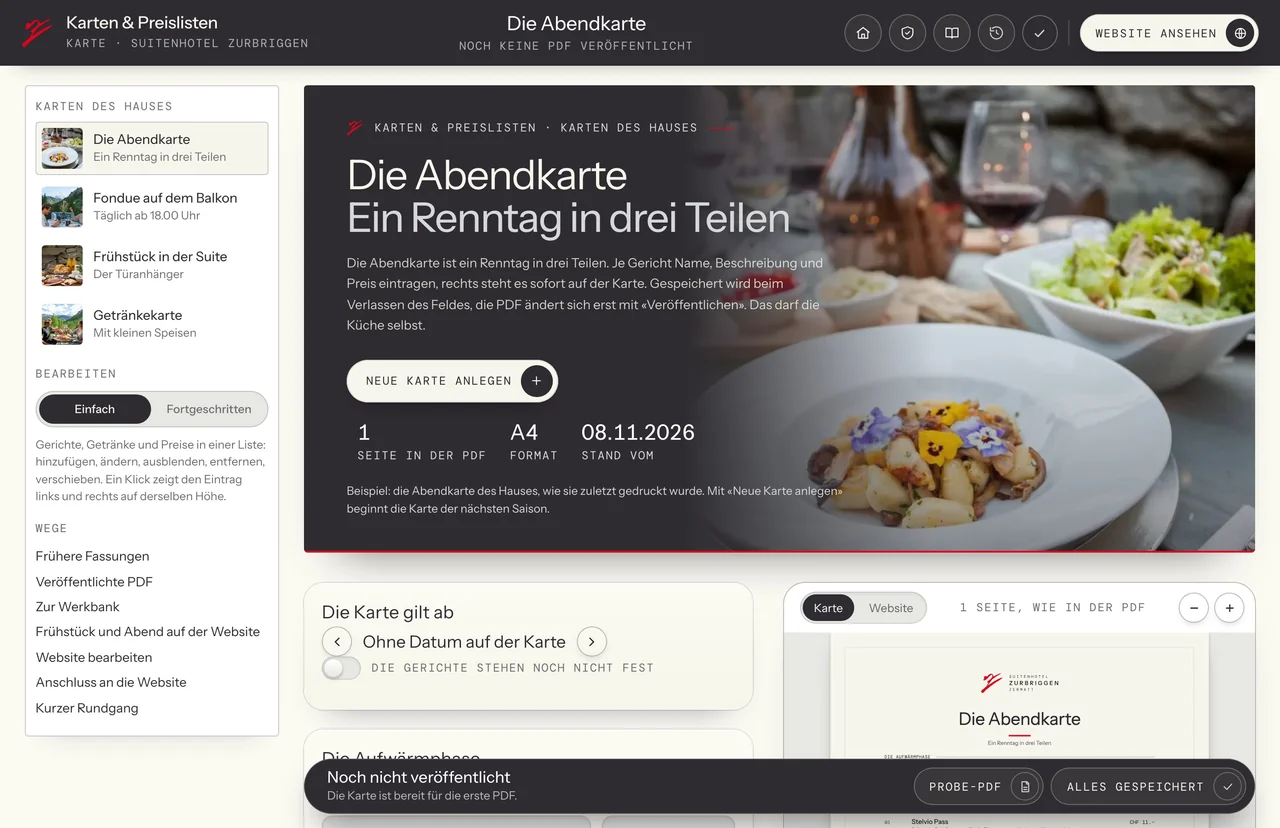 Karten & Preislisten
KARTE · SUITENHOTEL ZURBRIGGEN
Die Abendkarte
NOCH KEINE PDF VERÖFFENTLICHT
WEBSITE ANSEHEN
KARTEN DES HAUSES
Die Abendkarte
Ein Renntag in drei Teilen
Fondue auf dem Balkon
Täglich ab 18.00 Uhr
Frühstück in der Suite
Der Türanhänger
Getränkekarte
Mit kleinen Speisen
BEARBEITEN
Einfach
Fortgeschritten
Gerichte, Getränke und Preise in einer Liste:
hinzufügen, ändern, ausblenden, entfernen,
verschieben. Ein Klick zeigt den Eintrag
links und rechts auf derselben Höhe.
WEGE
Frühere Fassungen
Veröffentlichte PDF
Zur Werkbank
Frühstück und Abend auf der Website
Website bearbeiten
Anschluss an die Website
Kurzer Rundgang
KARTEN & PREISLISTEN · KARTEN DES HAUSES
Die Abendkarte
Ein Renntag in drei Teilen
Die Abendkarte ist ein Renntag in drei Teilen. Je Gericht Name, Beschreibung und
Preis eintragen, rechts steht es sofort auf der Karte. Gespeichert wird beim
Verlassen des Feldes, die PDF ändert sich erst mit «Veröffentlichen». Das darf die
Küche selbst.
NEUE KARTE ANLEGEN
1
SEITE IN DER PDF
A4
FORMAT
08.11.2026
STAND VOM
Beispiel: die Abendkarte des Hauses, wie sie zuletzt gedruckt wurde. Mit «Neue Karte anlegen»
beginnt die Karte der nächsten Saison.
Die Karte gilt ab
Ohne Datum auf der Karte
DIE GERICHTE STEHEN NOCH NICHT FEST
Die Aufwärmphase
Karte
Website
1 SEITE, WIE IN DER PDF
SUITENHOTEL
ZURBRIGGEN
ZERMATT
Die Abendkarte
Ein Renntag in drei Teilen
DIE AUFWÄRMPHASE
Noch nicht veröffentlicht
Die Karte ist bereit für die erste PDF.
PROBE-PDF
ALLES GESPEICHERT
Stelvio Pass
CHF 11.–